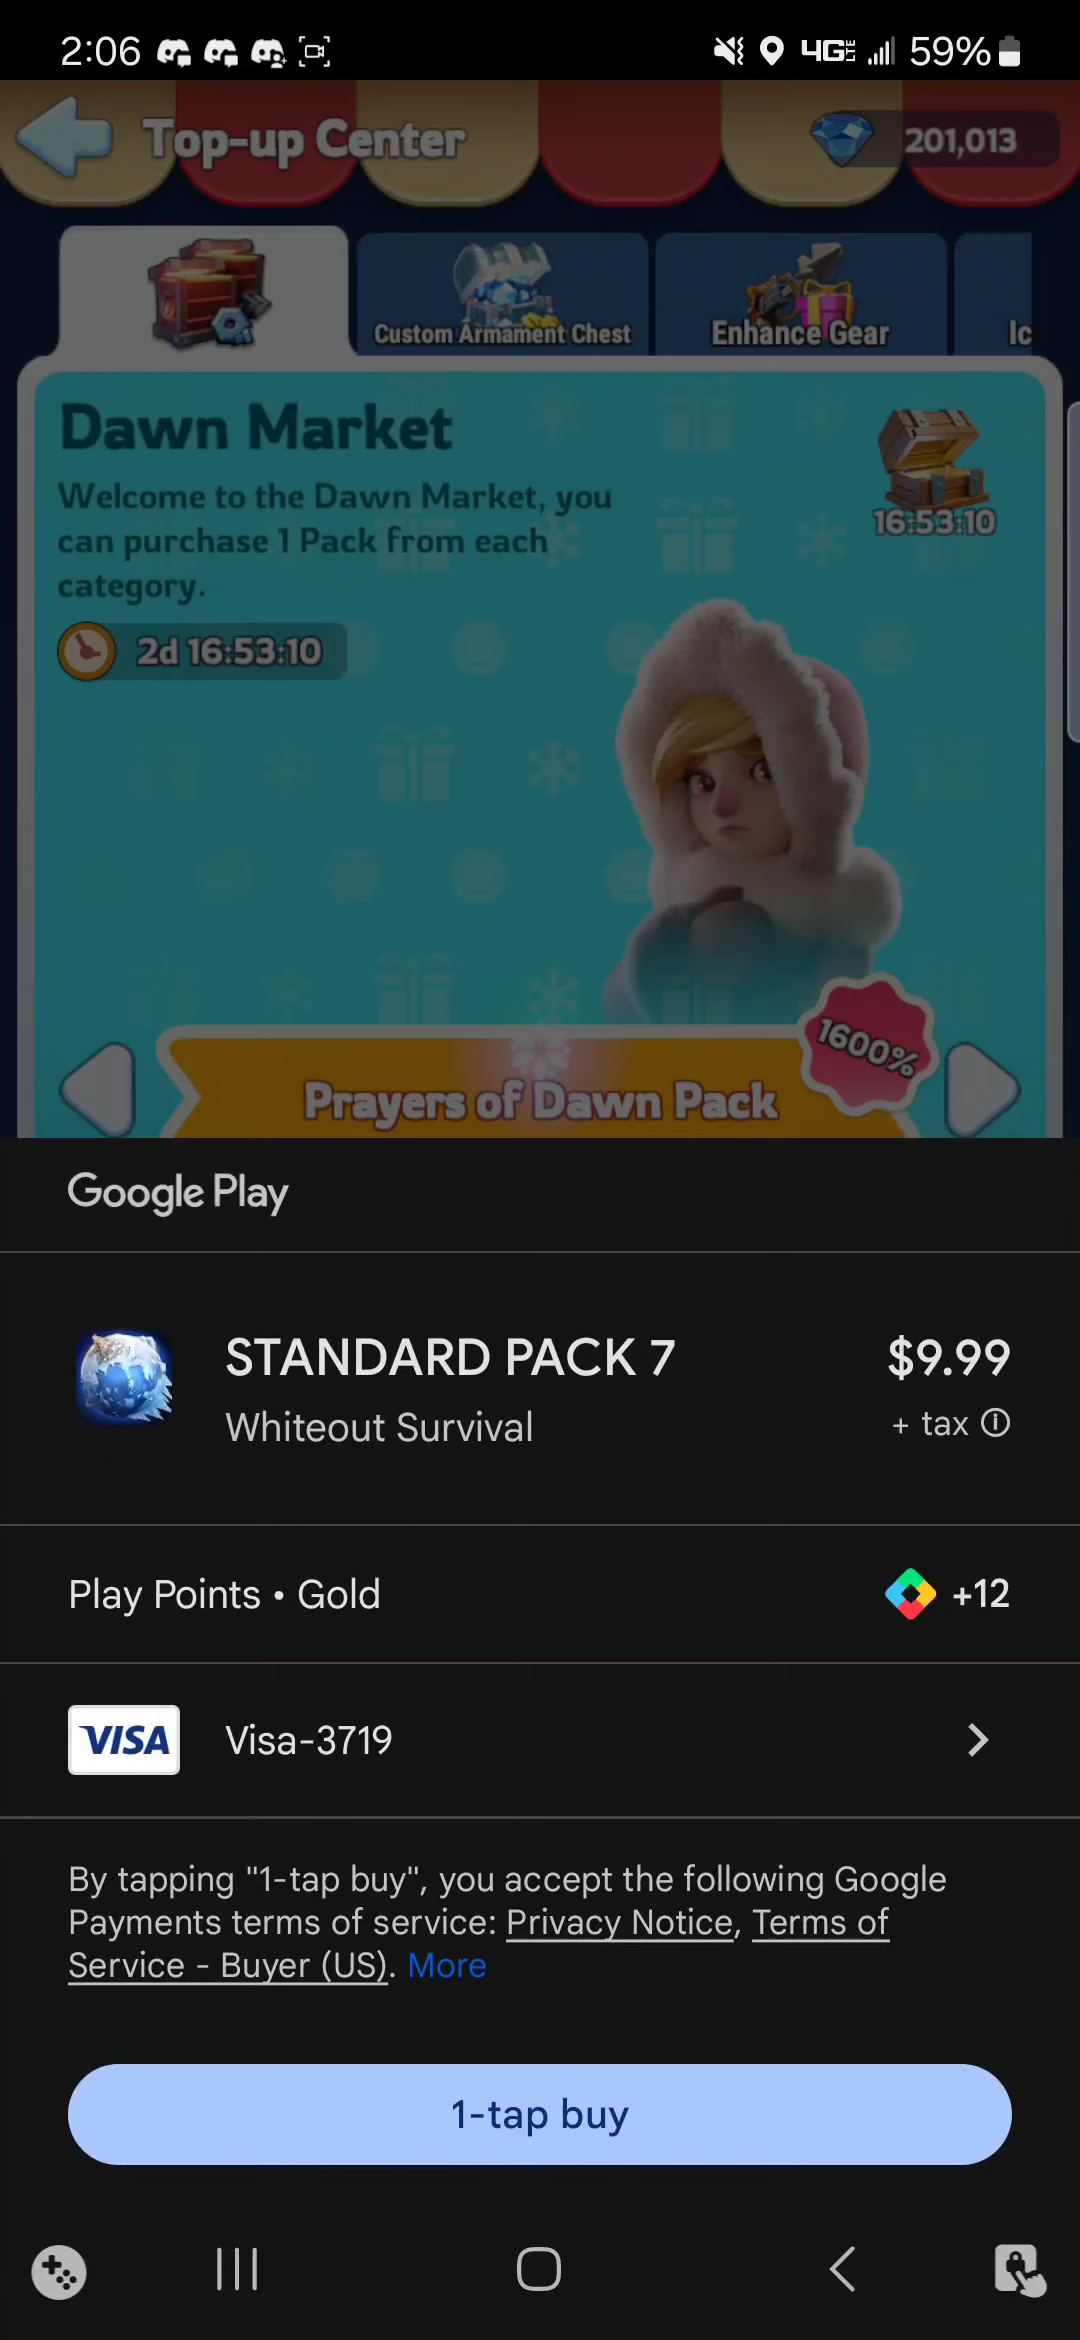 2:06
4G LTE 59%
Top-up Center
201,013
Custom Armament Chest
Enhance Gear
Ic
Dawn Market
Welcome to the Dawn Market, you
can purchase 1 Pack from each
category.
16:53:10
2d 16:53:10
1600%
Prayers of Dawn Pack
Google Play
STANDARD PACK 7
$9.99
Whiteout Survival
+ tax
Play Points • Gold
+12
VISA
Visa-3719
By tapping "1-tap buy", you accept the following Google
Payments terms of service: Privacy Notice, Terms of
Service - Buyer (US). More
1-tap buy